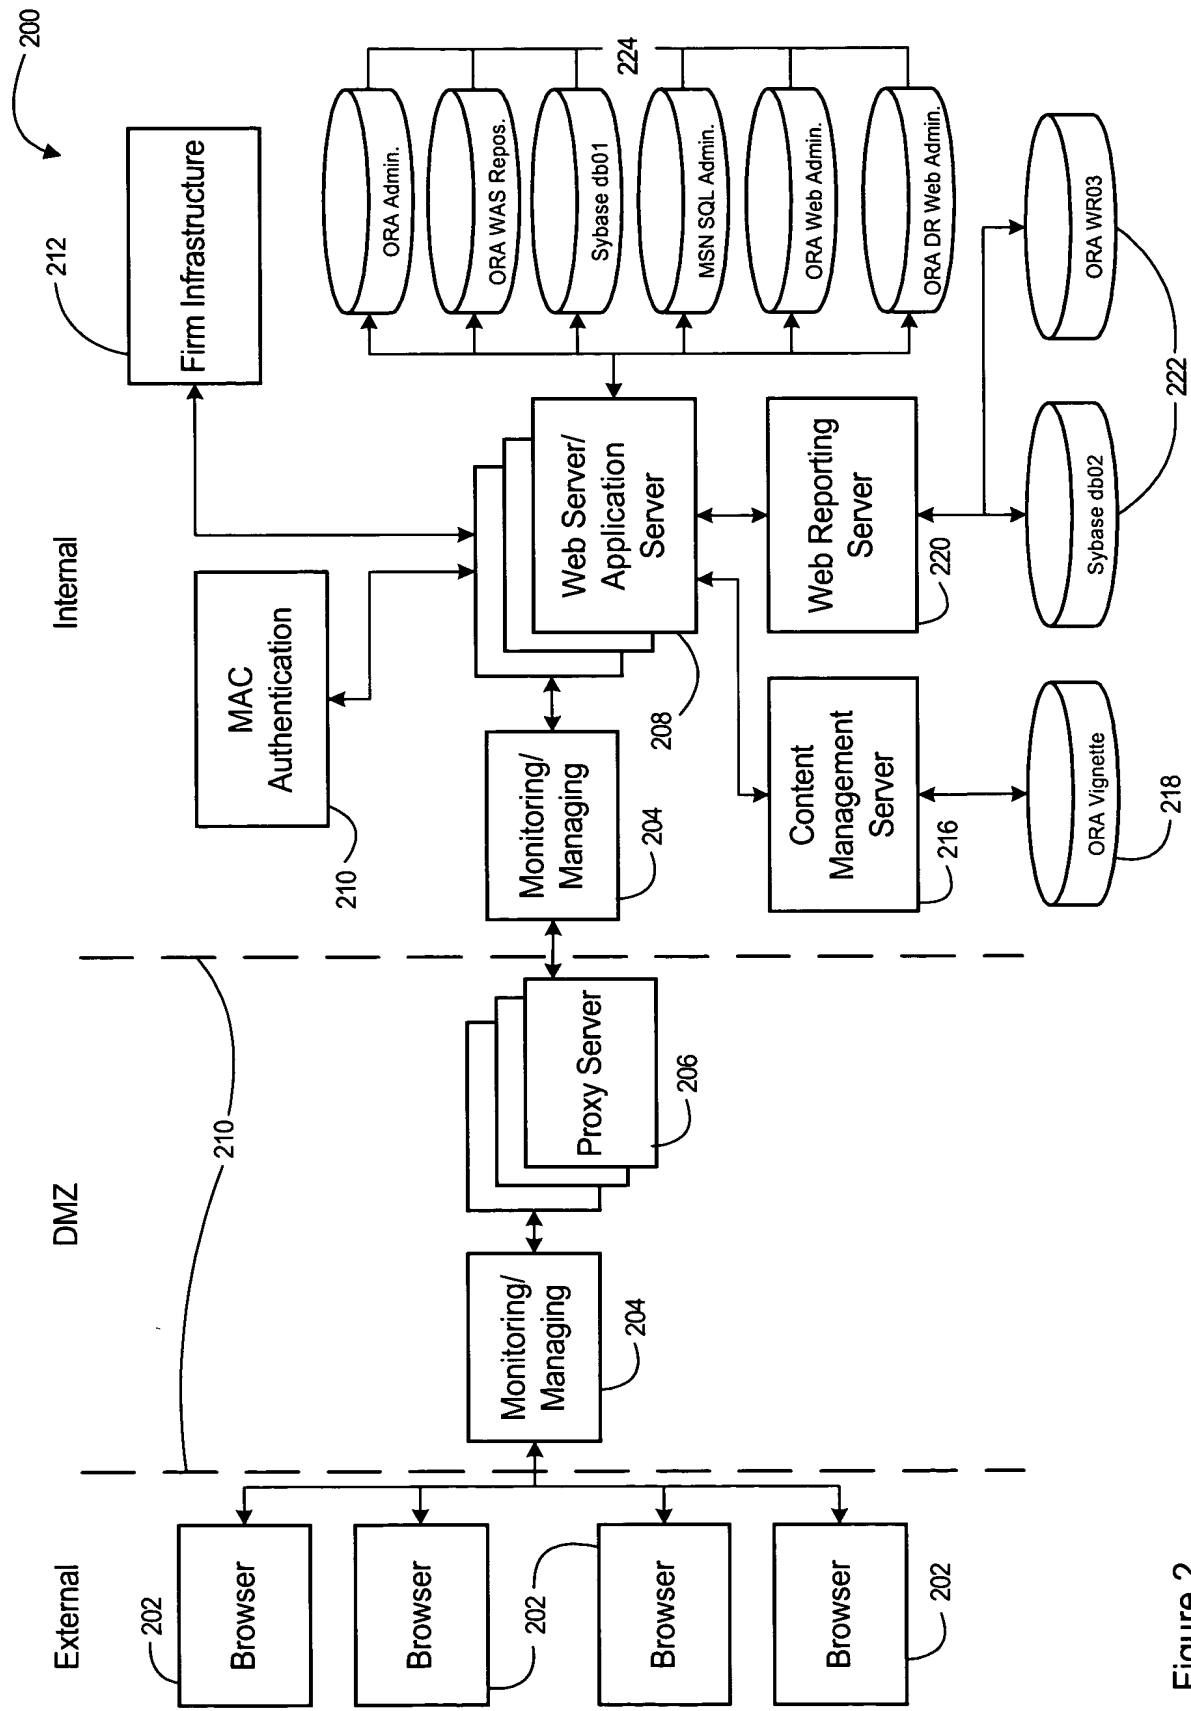 200
External
DMZ
Internal
202
Browser
Browser
202
Browser
Browser
202
210
Monitoring/
Managing
204
Proxy Server
206
Monitoring/
Managing
204
MAC
Authentication
210
Firm Infrastructure
212
Web Server/
Application
Server
208
Content
Management
Server
216
Web Reporting
Server
220
ORA Admin.
ORA WAS Repos.
Sybase db01
MSN SQL Admin.
ORA Web Admin.
ORA DR Web Admin.
224
ORA Vignette
218
Sybase db02
ORA WR03
222
Figure 2